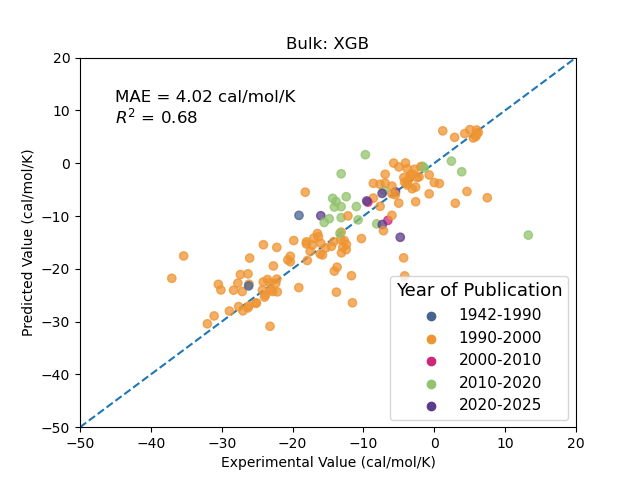 Bulk: XGB
MAE = 4.02 cal/mol/K
R² = 0.68
Predicted Value (cal/mol/K)
20
10
0
−10
−20
−30
−40
−50
Year of Publication
1942-1990
1990-2000
2000-2010
2010-2020
2020-2025
−50 −40 −30 −20 −10 0 10 20
Experimental Value (cal/mol/K)